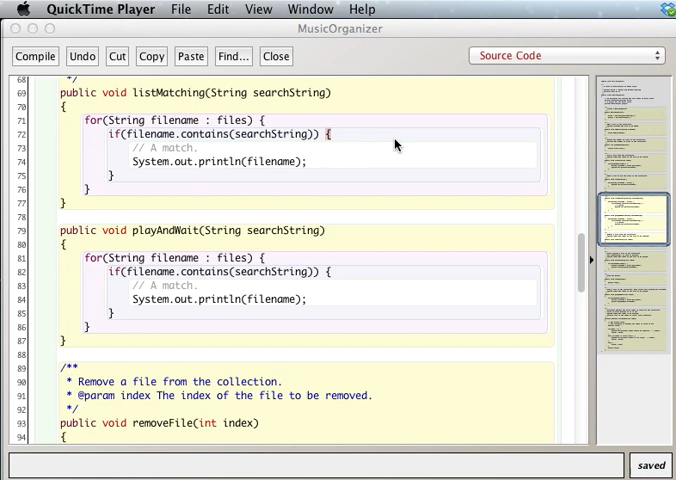 QuickTime Player File Edit View Window Help
MusicOrganizer
Compile Undo Cut Copy Paste Find... Close Source Code
68 */
69 public void listMatching(String searchString)
70 {
71 for(String filename : files) {
72 if(filename.contains(searchString)) {
73 // A match.
74 System.out.println(filename);
75 }
76 }
77 }
78
79 public void playAndWait(String searchString)
80 {
81 for(String filename : files) {
82 if(filename.contains(searchString)) {
83 // A match.
84 System.out.println(filename);
85 }
86 }
87 }
88
89 /**
90 * Remove a file from the collection.
91 * @param index The index of the file to be removed.
92 */
93 public void removeFile(int index)
94 {
saved